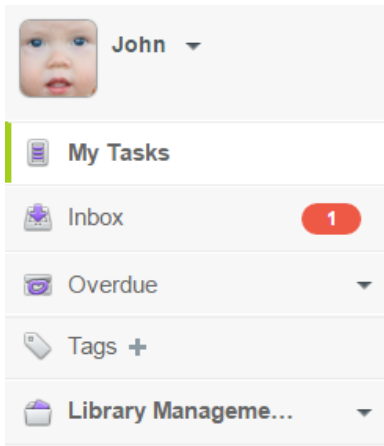 John
My Tasks
Inbox
1
Overdue
Tags +
Library Manageme...